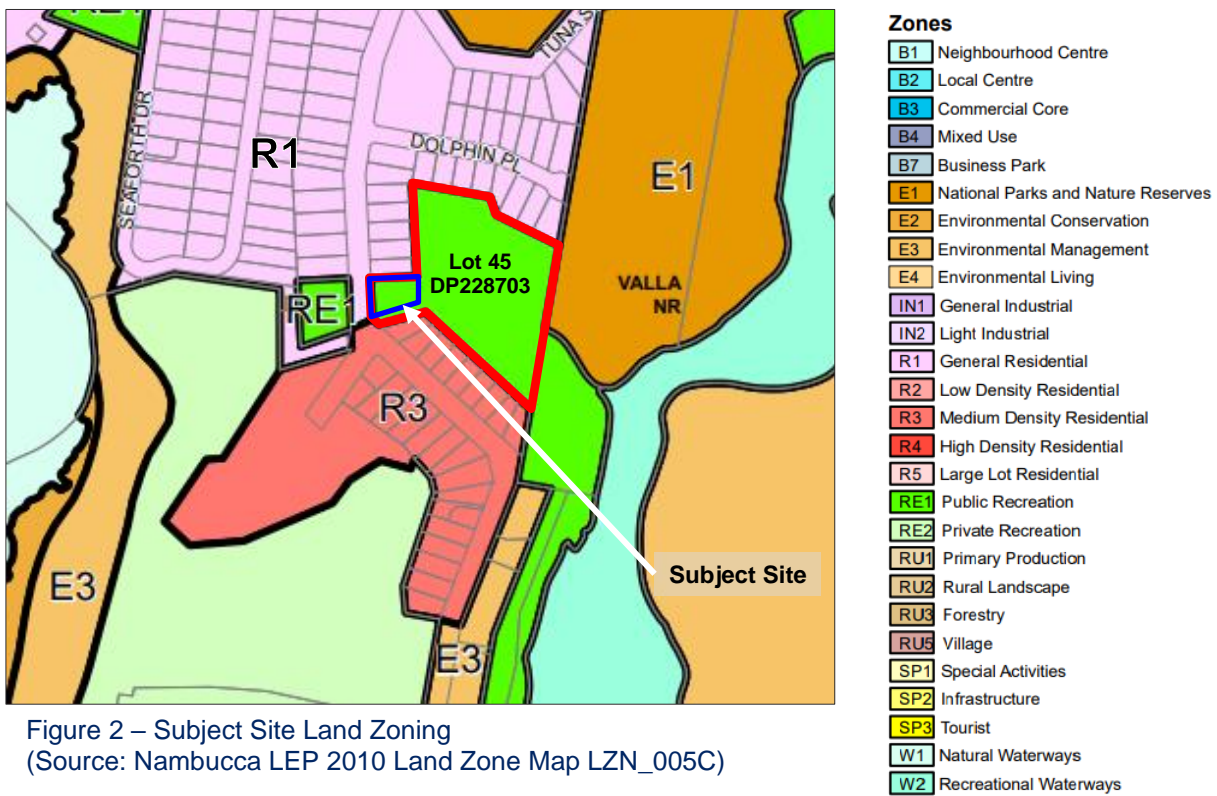 RE1
TUNA S
SEAFORTH DR
R1
DOLPHIN PL
E1
Lot 45
DP228703
VALLA
NR
RE1
R3
Subject Site
E3
E3
Figure 2 – Subject Site Land Zoning
(Source: Nambucca LEP 2010 Land Zone Map LZN_005C)
Zones
B1 Neighbourhood Centre
B2 Local Centre
B3 Commercial Core
B4 Mixed Use
B7 Business Park
E1 National Parks and Nature Reserves
E2 Environmental Conservation
E3 Environmental Management
E4 Environmental Living
IN1 General Industrial
IN2 Light Industrial
R1 General Residential
R2 Low Density Residential
R3 Medium Density Residential
R4 High Density Residential
R5 Large Lot Residential
RE1 Public Recreation
RE2 Private Recreation
RU1 Primary Production
RU2 Rural Landscape
RU3 Forestry
RU5 Village
SP1 Special Activities
SP2 Infrastructure
SP3 Tourist
W1 Natural Waterways
W2 Recreational Waterways